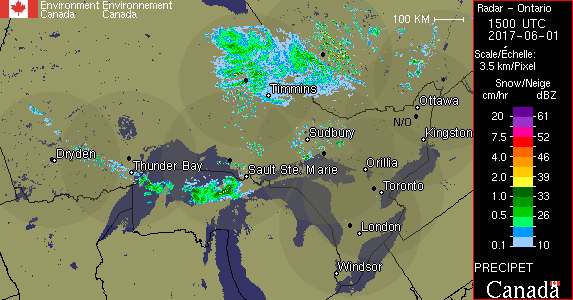 Environment Environnement
Canada Canada
100 KM
Timmins
Ottawa
N/O
Sudbury
Kingston
Dryden
Thunder Bay
Orillia
Sault Ste. Marie
Toronto
London
Windsor
Radar - Ontario
1500 UTC
2017-06-01
Scale/Échelle:
3.5 km/Pixel
Snow/Neige
cm/hr dBZ
20 61
7.5 52
4.0 46
2.0 39
1.0 33
0.5 26
0.1 10
PRECIPET
Canada